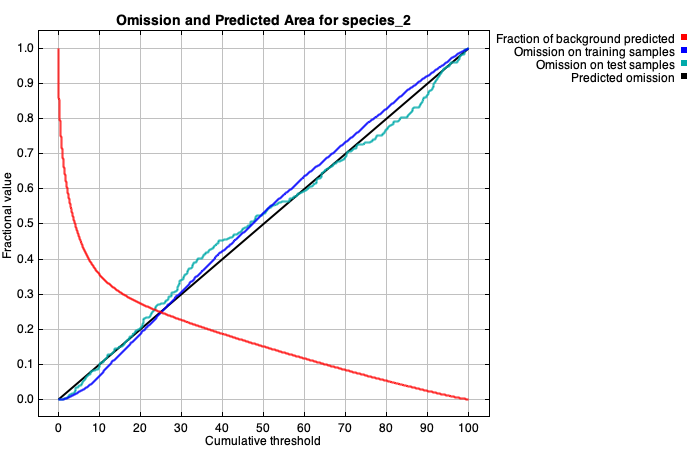 Omission and Predicted Area for species_2
Fraction of background predicted
Omission on training samples
Omission on test samples
Predicted omission
Fractional value
1.0
0.9
0.8
0.7
0.6
0.5
0.4
0.3
0.2
0.1
0.0
0 10 20 30 40 50 60 70 80 90 100
Cumulative threshold